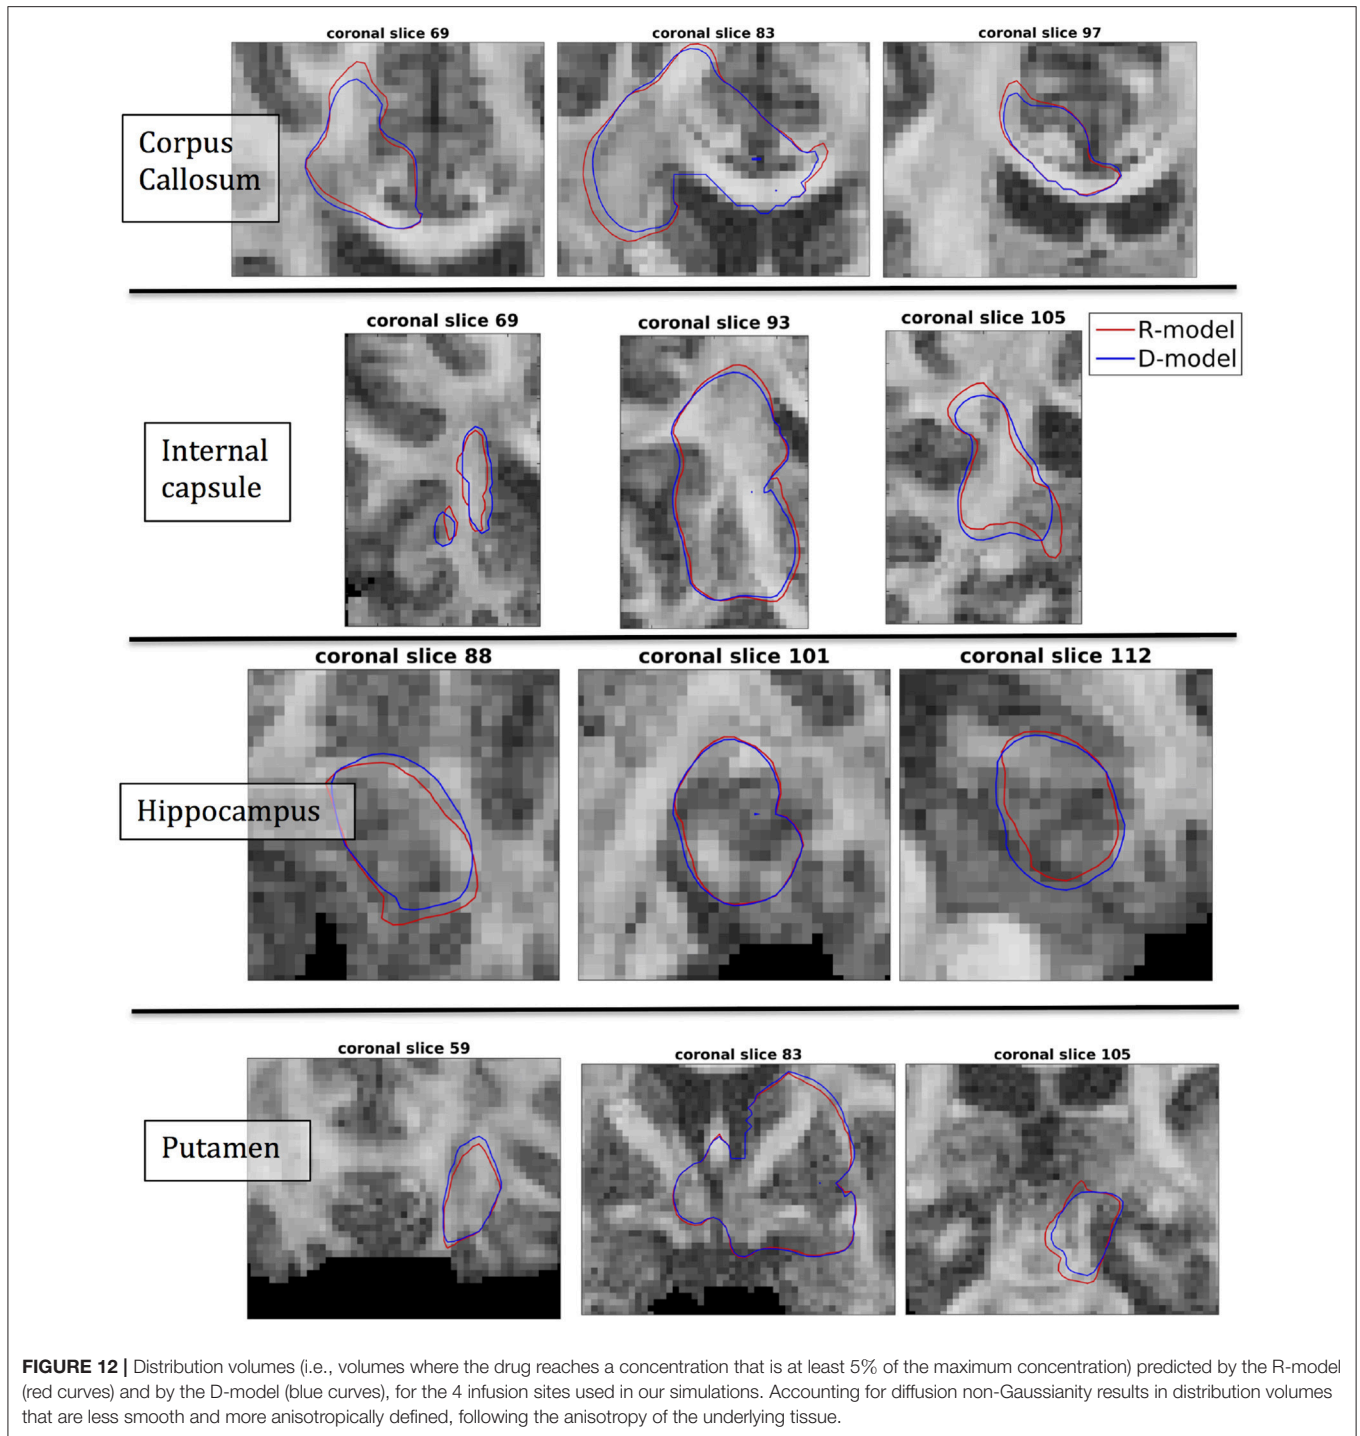 coronal slice 69
coronal slice 83
coronal slice 97
Corpus
Callosum
coronal slice 69
coronal slice 93
coronal slice 105
R-model
D-model
Internal
capsule
coronal slice 88
coronal slice 101
coronal slice 112
Hippocampus
coronal slice 59
coronal slice 83
coronal slice 105
Putamen
FIGURE 12 | Distribution volumes (i.e., volumes where the drug reaches a concentration that is at least 5% of the maximum concentration) predicted by the R-model
(red curves) and by the D-model (blue curves), for the 4 infusion sites used in our simulations. Accounting for diffusion non-Gaussianity results in distribution volumes
that are less smooth and more anisotropically defined, following the anisotropy of the underlying tissue.